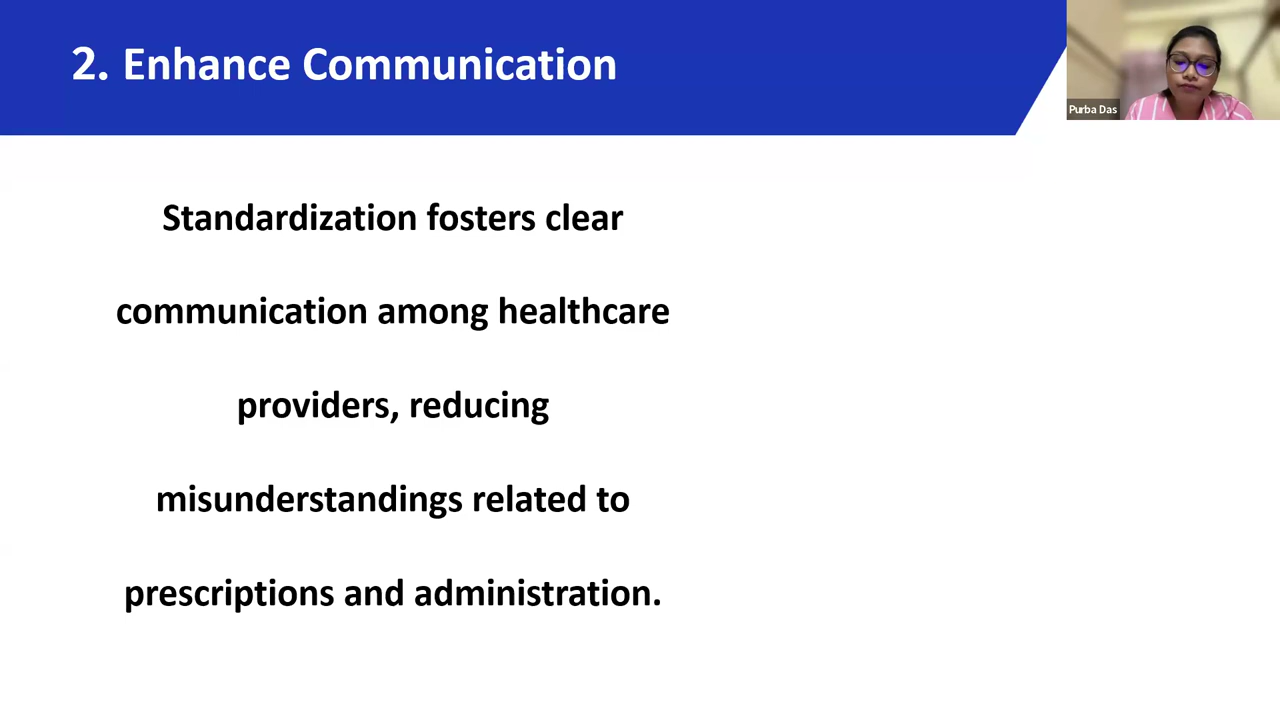 2. Enhance Communication
Purba Das
Standardization fosters clear
communication among healthcare
providers, reducing
misunderstandings related to
prescriptions and administration.